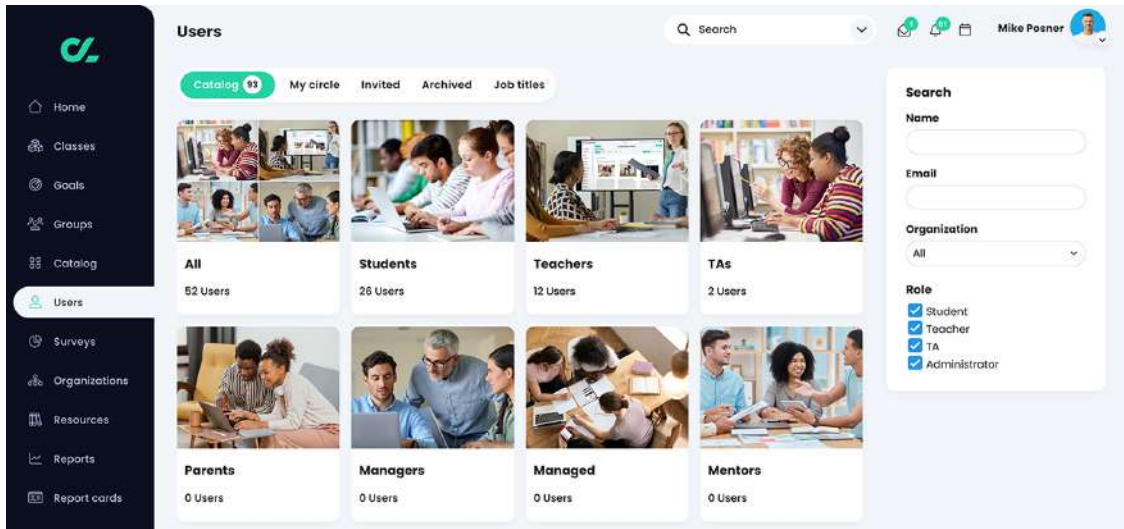 Users
Search
1
61
Mike Posner
Home
Classes
Goals
Groups
Catalog
Users
Surveys
Organizations
Resources
Reports
Report cards
Catalog 93
My circle
Invited
Archived
Job titles
All
52 Users
Students
26 Users
Teachers
12 Users
TAs
2 Users
Parents
0 Users
Managers
0 Users
Managed
0 Users
Mentors
0 Users
Search
Name
Email
Organization
All
Role
Student
Teacher
TA
Administrator